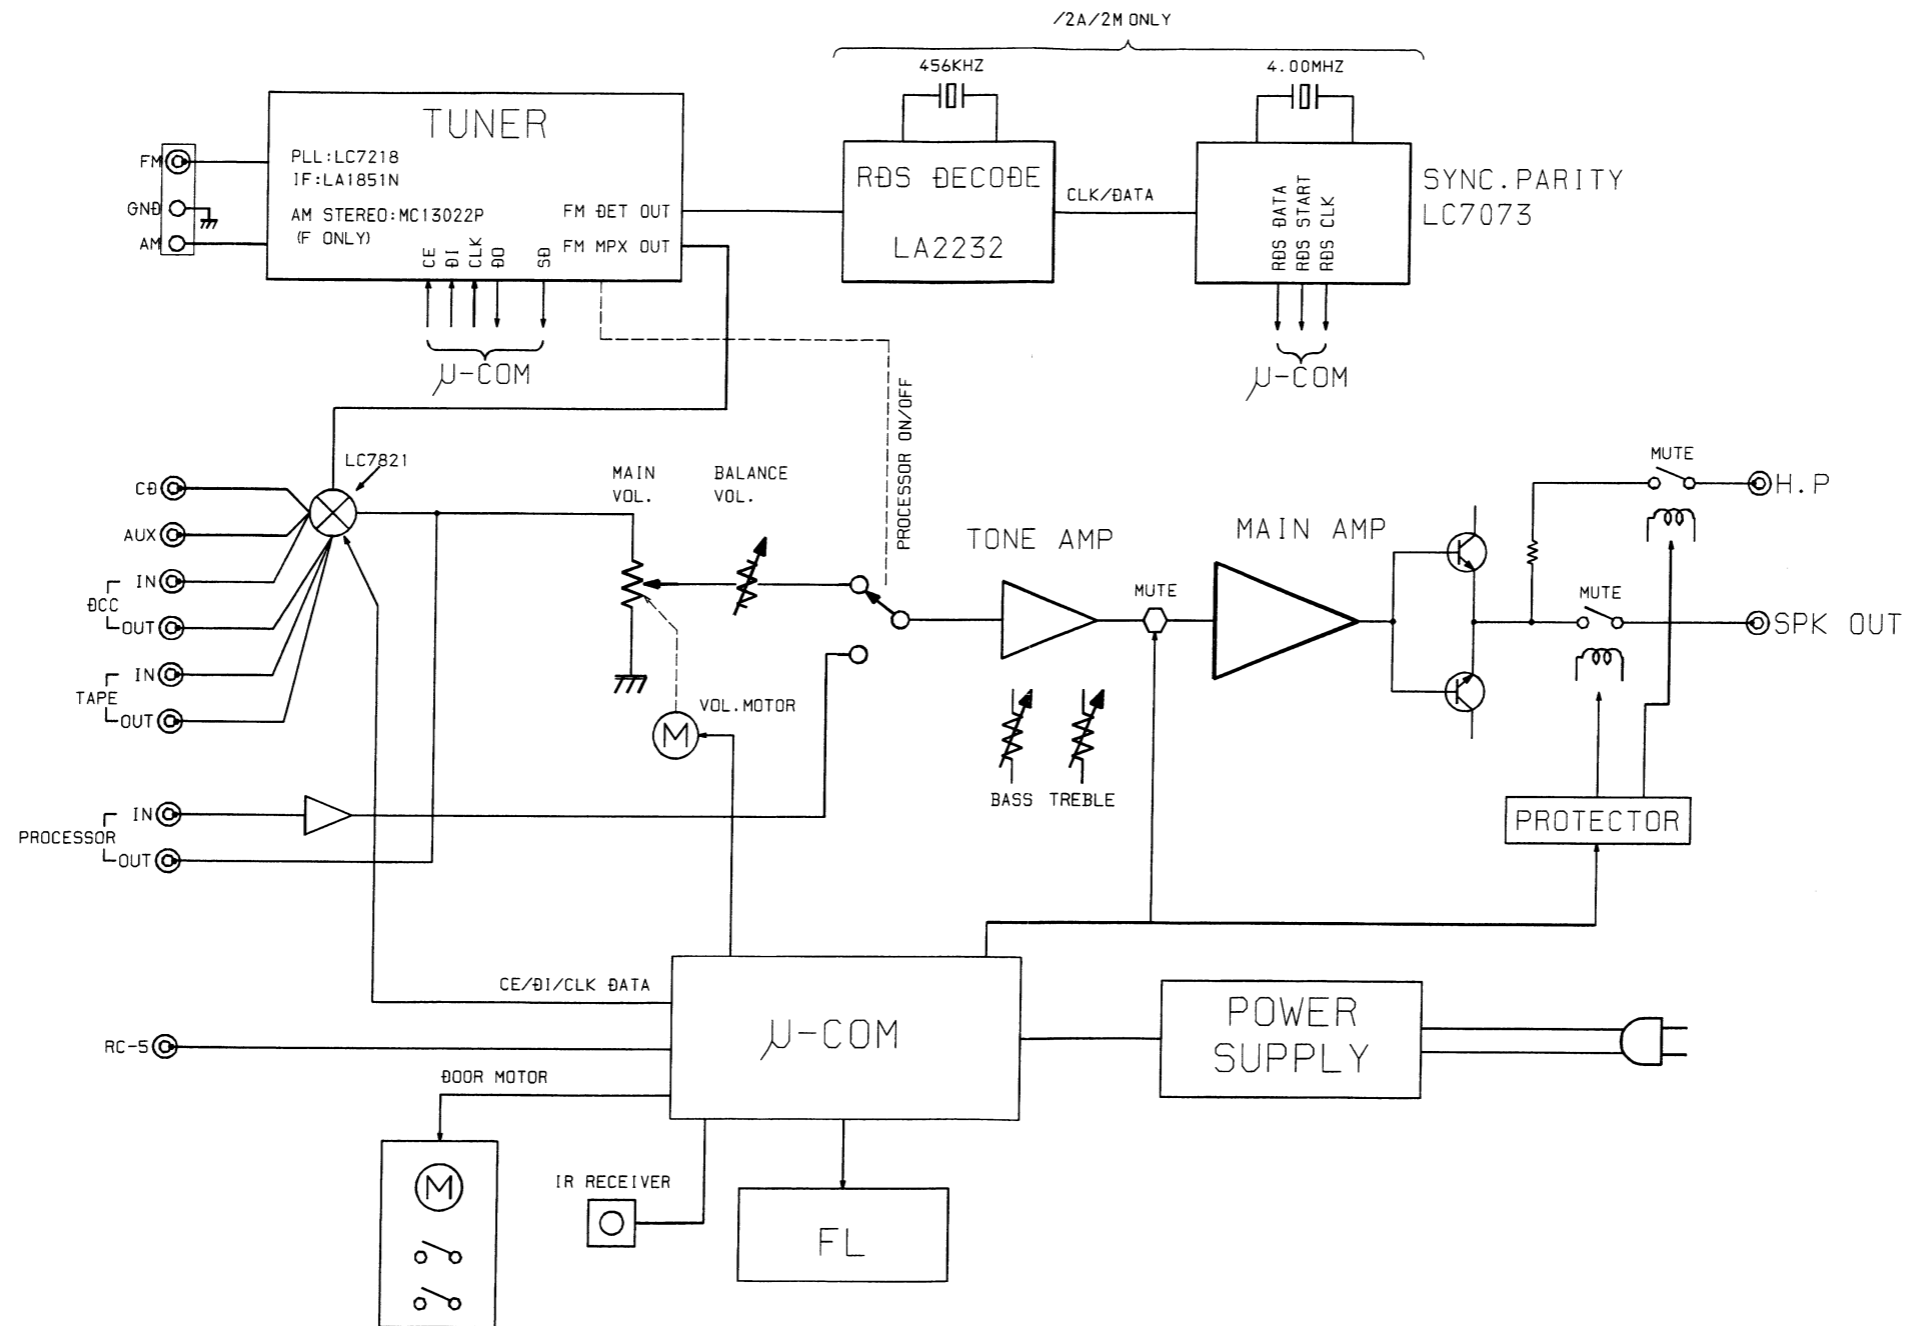 /2A/2M ONLY
456KHZ
4.00MHZ
TUNER
PLL:LC7218
IF:LA1851N
AM STEREO:MC13022P
(F ONLY)
FM DET OUT
FM MPX OUT
CE
DI
CLK
DO
SD
FM
GND
AM
μ-COM
RDS DECODE
LA2232
CLK/DATA
RDS DATA
RDS START
RDS CLK
SYNC.PARITY
LC7073
μ-COM
PROCESSOR ON/OFF
LC7821
CD
AUX
IN
DCC
OUT
IN
TAPE
OUT
IN
PROCESSOR
OUT
MAIN
VOL.
BALANCE
VOL.
VOL.MOTOR
M
TONE AMP
MUTE
BASS
TREBLE
MAIN AMP
MUTE
H.P
MUTE
SPK OUT
PROTECTOR
CE/DI/CLK DATA
RC-5
DOOR MOTOR
M
μ-COM
POWER
SUPPLY
IR RECEIVER
FL